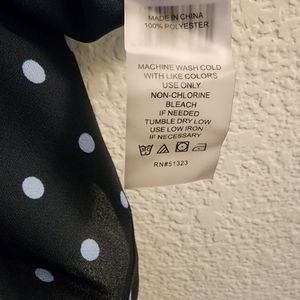 MADE IN CHINA
100% POLYESTER
MACHINE WASH COLD
WITH LIKE COLORS
USE ONLY
NON-CHLORINE
BLEACH
IF NEEDED
TUMBLE DRY LOW
USE LOW IRON
IF NECESSARY
RN#51323